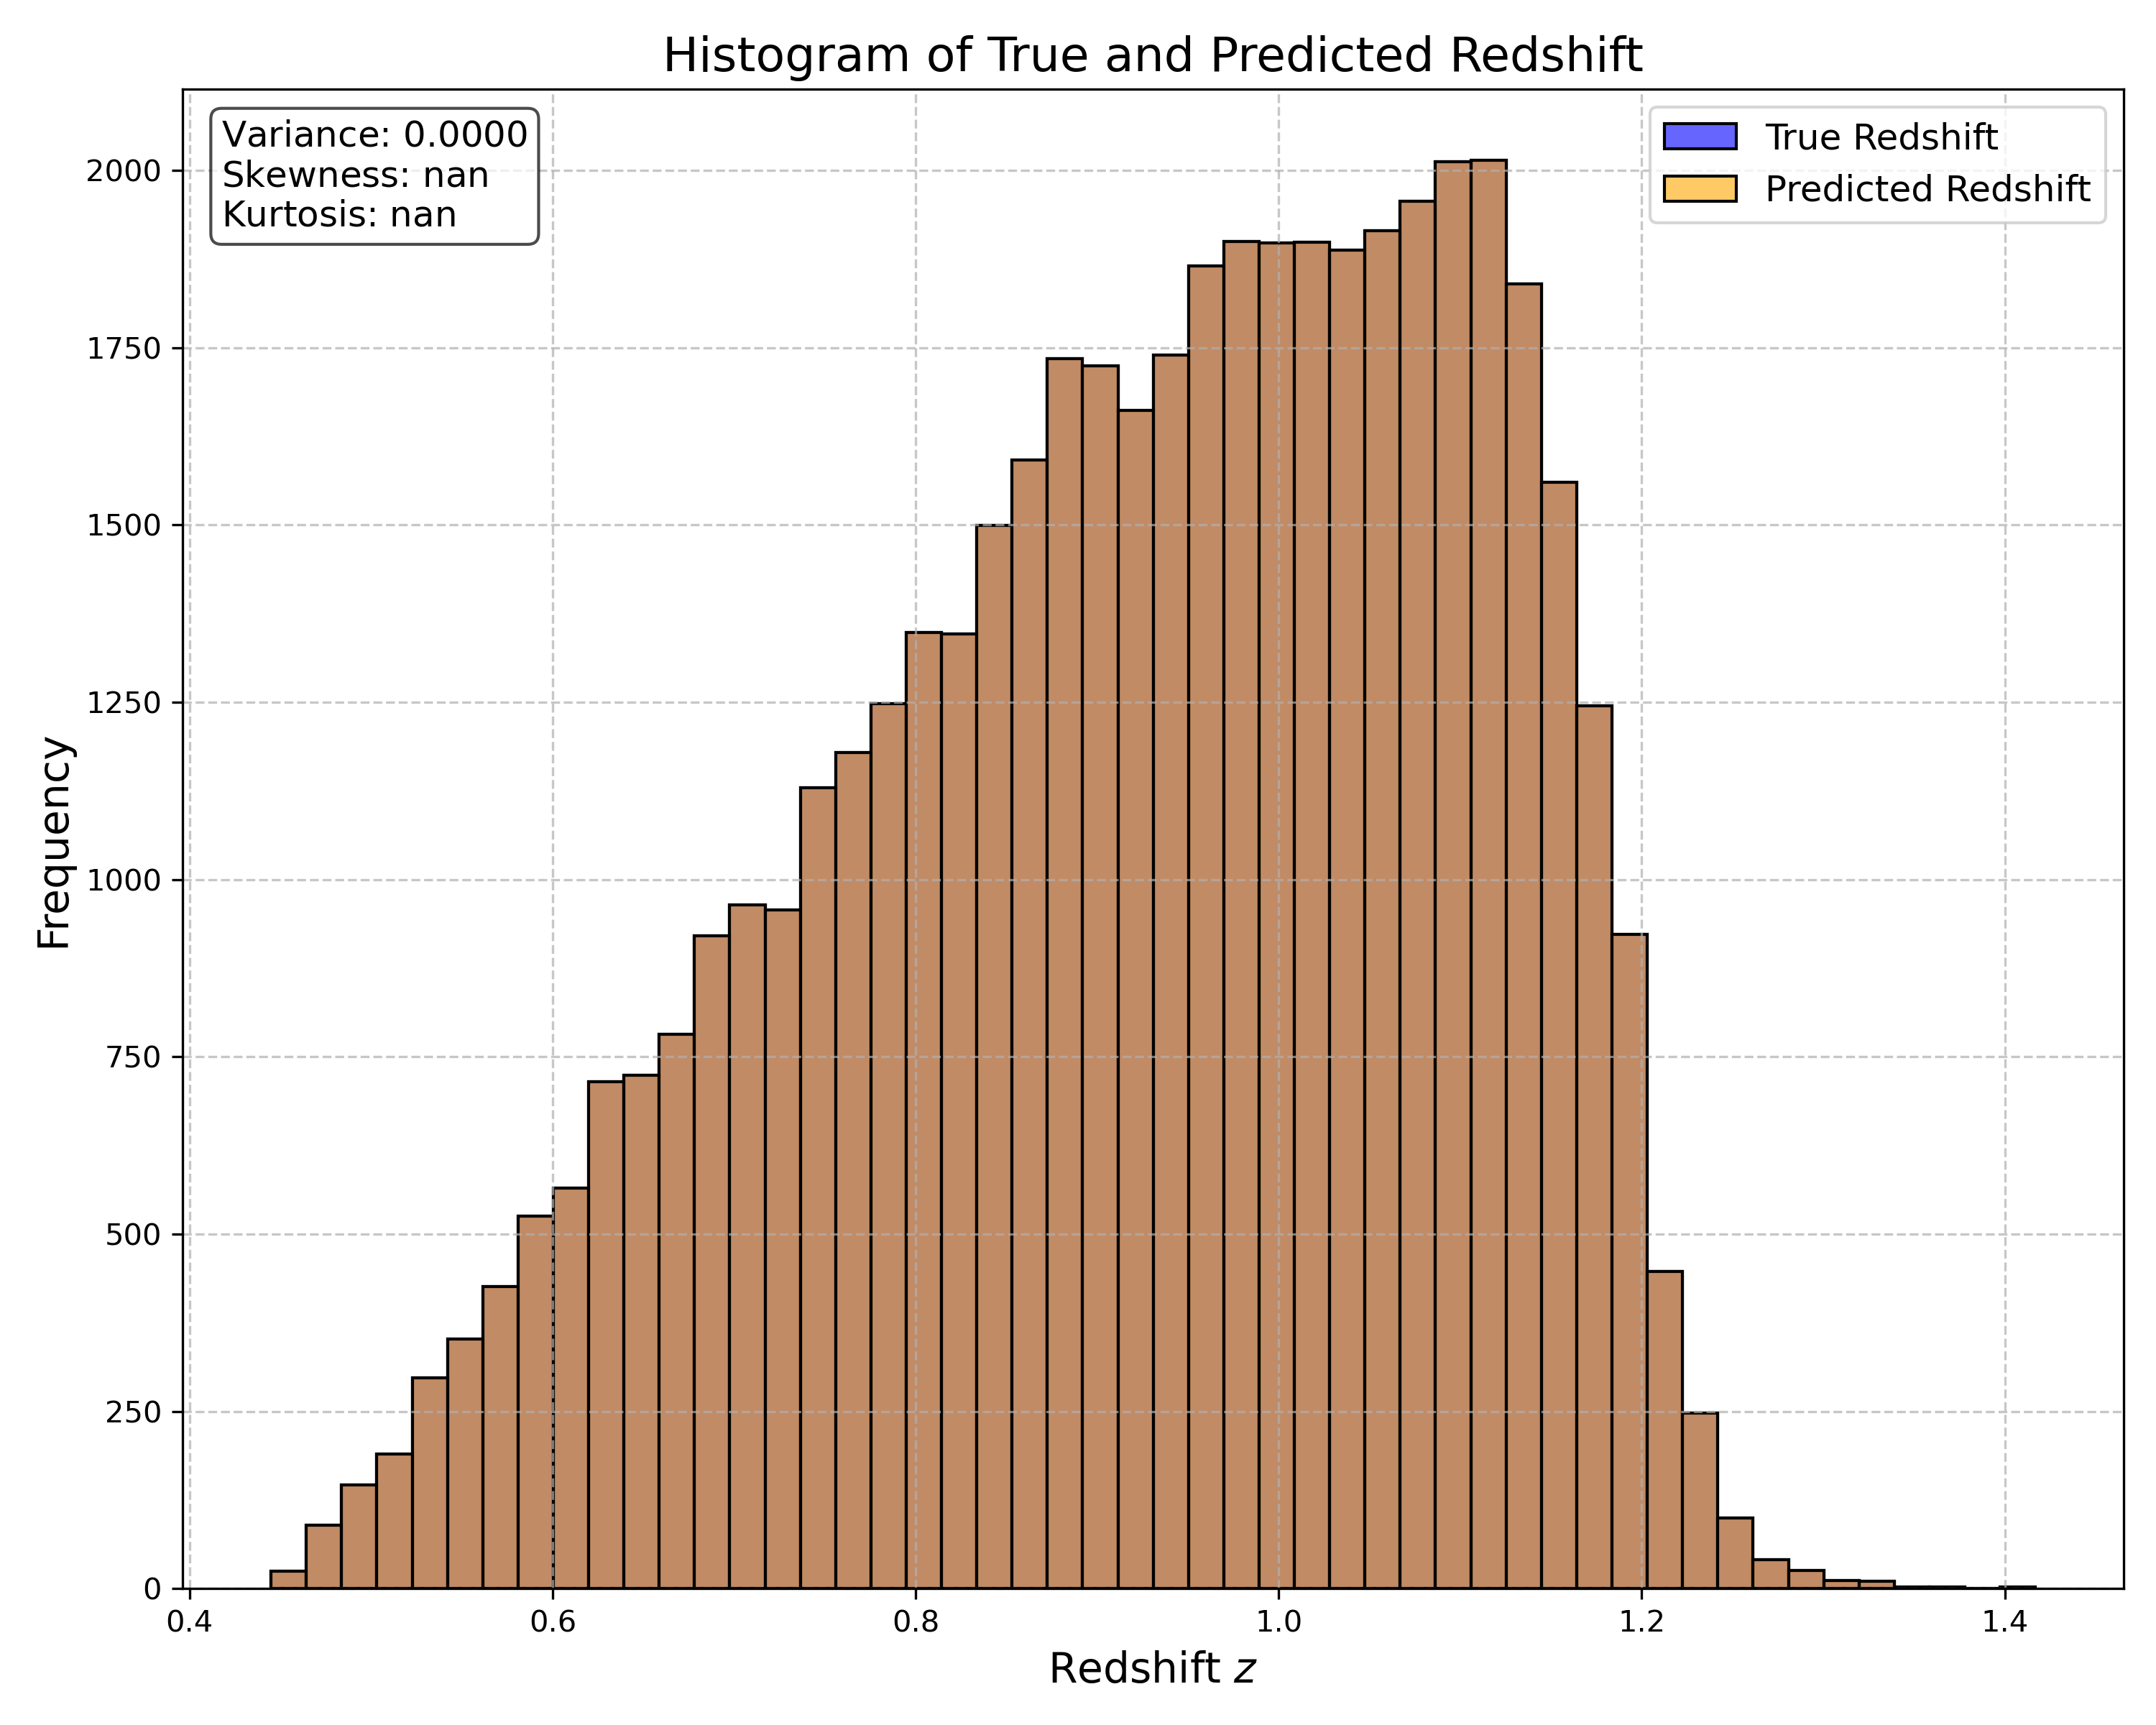 Histogram of True and Predicted Redshift
Variance: 0.0000
Skewness: nan
Kurtosis: nan
True Redshift
Predicted Redshift
Frequency
2000
1750
1500
1250
1000
750
500
250
0
0.4 0.6 0.8 1.0 1.2 1.4
Redshift z